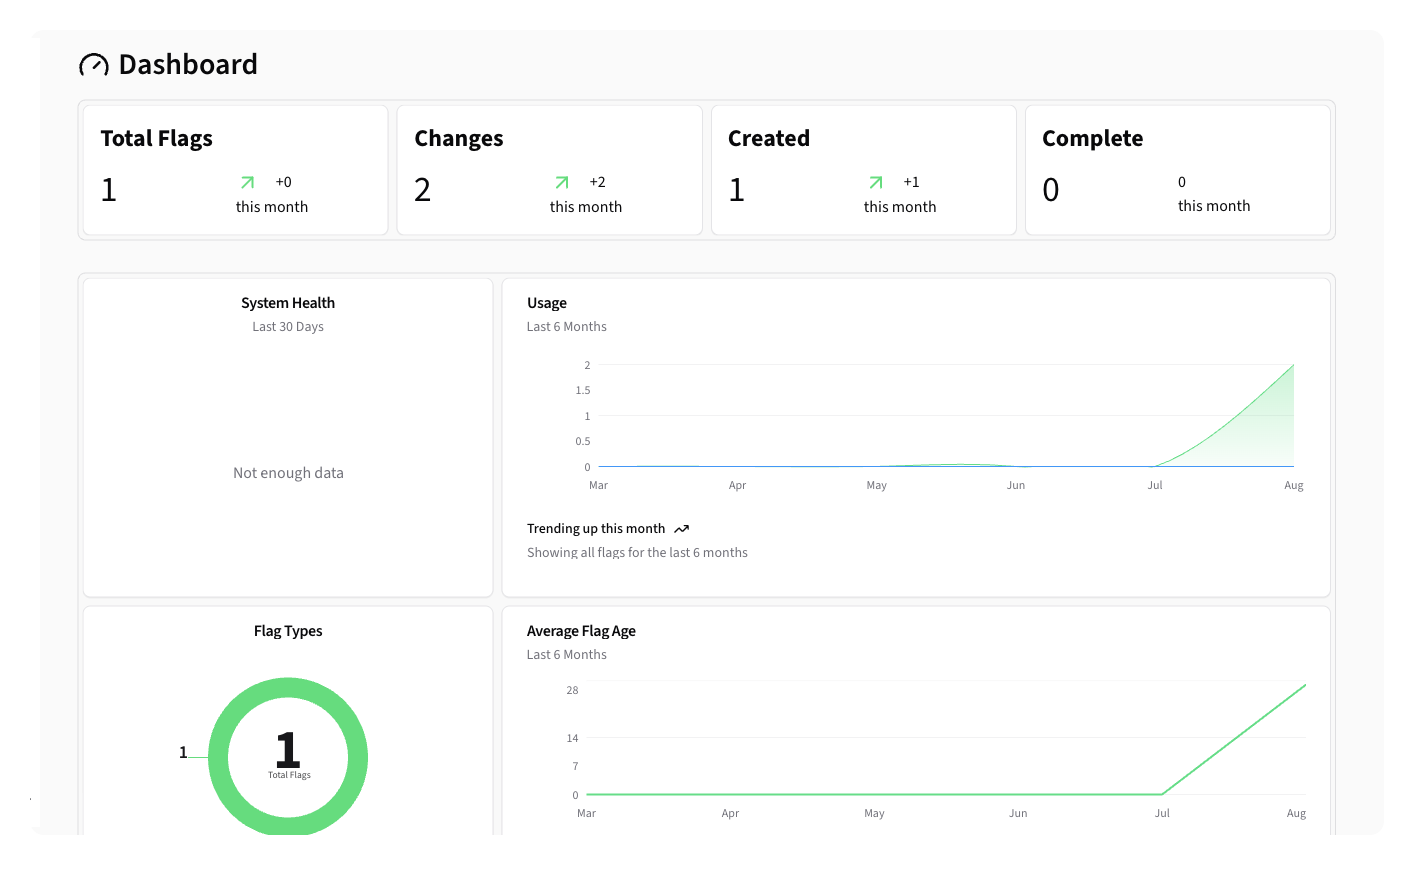 Dashboard
Total Flags
1
+0
this month
Changes
2
+2
this month
Created
1
+1
this month
Complete
0
0
this month
System Health
Last 30 Days
Not enough data
Usage
Last 6 Months
2
1.5
1
0.5
0
Mar Apr May Jun Jul Aug
Trending up this month
Showing all flags for the last 6 months
Flag Types
1
1
Total Flags
Average Flag Age
Last 6 Months
28
14
7
0
Mar Apr May Jun Jul Aug